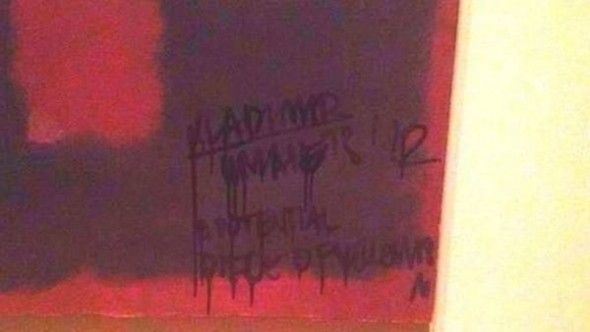 VLADIMIR
UMANETS '12
A POTENTIAL
PIECE OF YELLOWISM